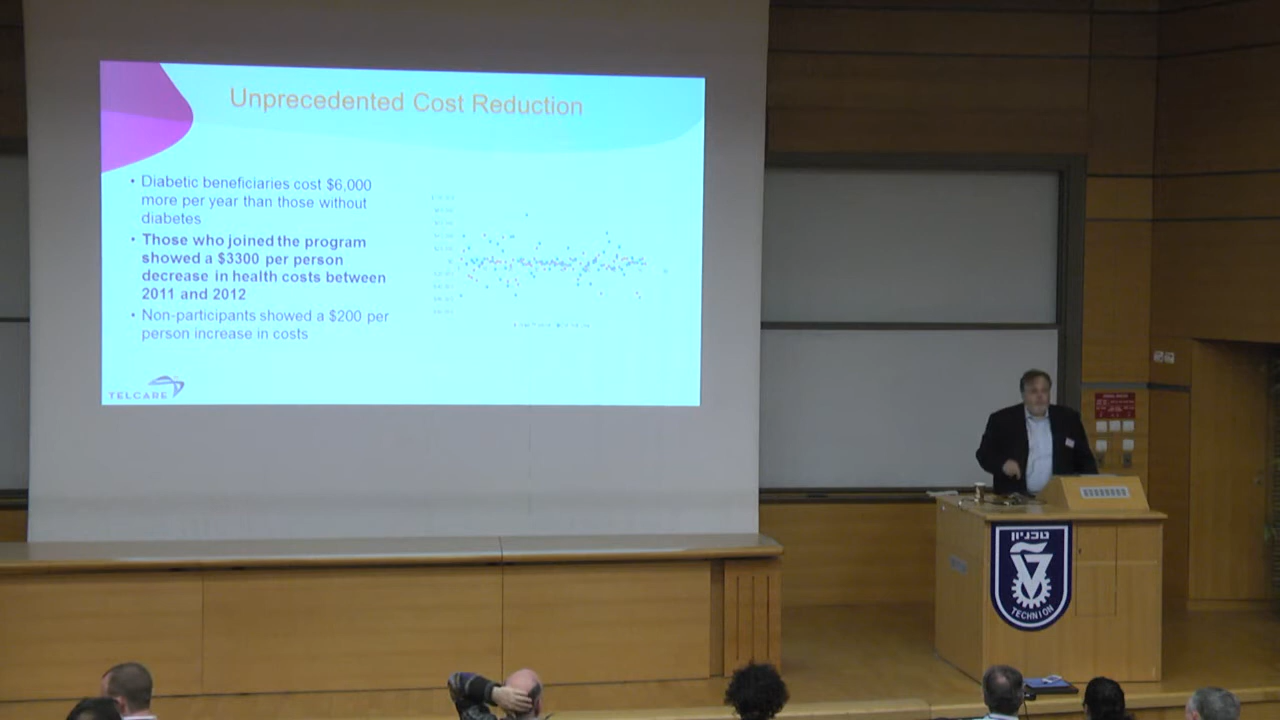 Unprecedented Cost Reduction
• Diabetic beneficiaries cost $6,000
more per year than those without
diabetes
• Those who joined the program
showed a $3300 per person
decrease in health costs between
2011 and 2012
• Non-participants showed a $200 per
person increase in costs
TELCARE
טכניון
TECHNION